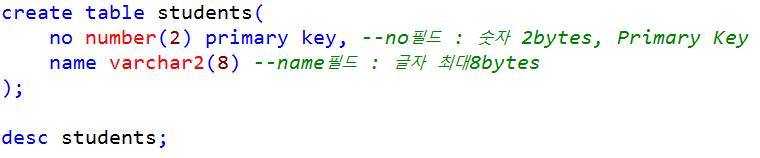 create table students(
    no number(2) primary key, --no필드 : 숫자 2bytes, Primary Key
    name varchar2(8) --name필드 : 글자 최대8bytes
);

desc students;